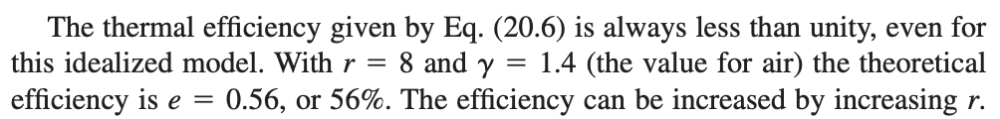 The thermal efficiency given by Eq. (20.6) is always less than unity, even for
this idealized model. With r = 8 and γ = 1.4 (the value for air) the theoretical
efficiency is e = 0.56, or 56%. The efficiency can be increased by increasing r.